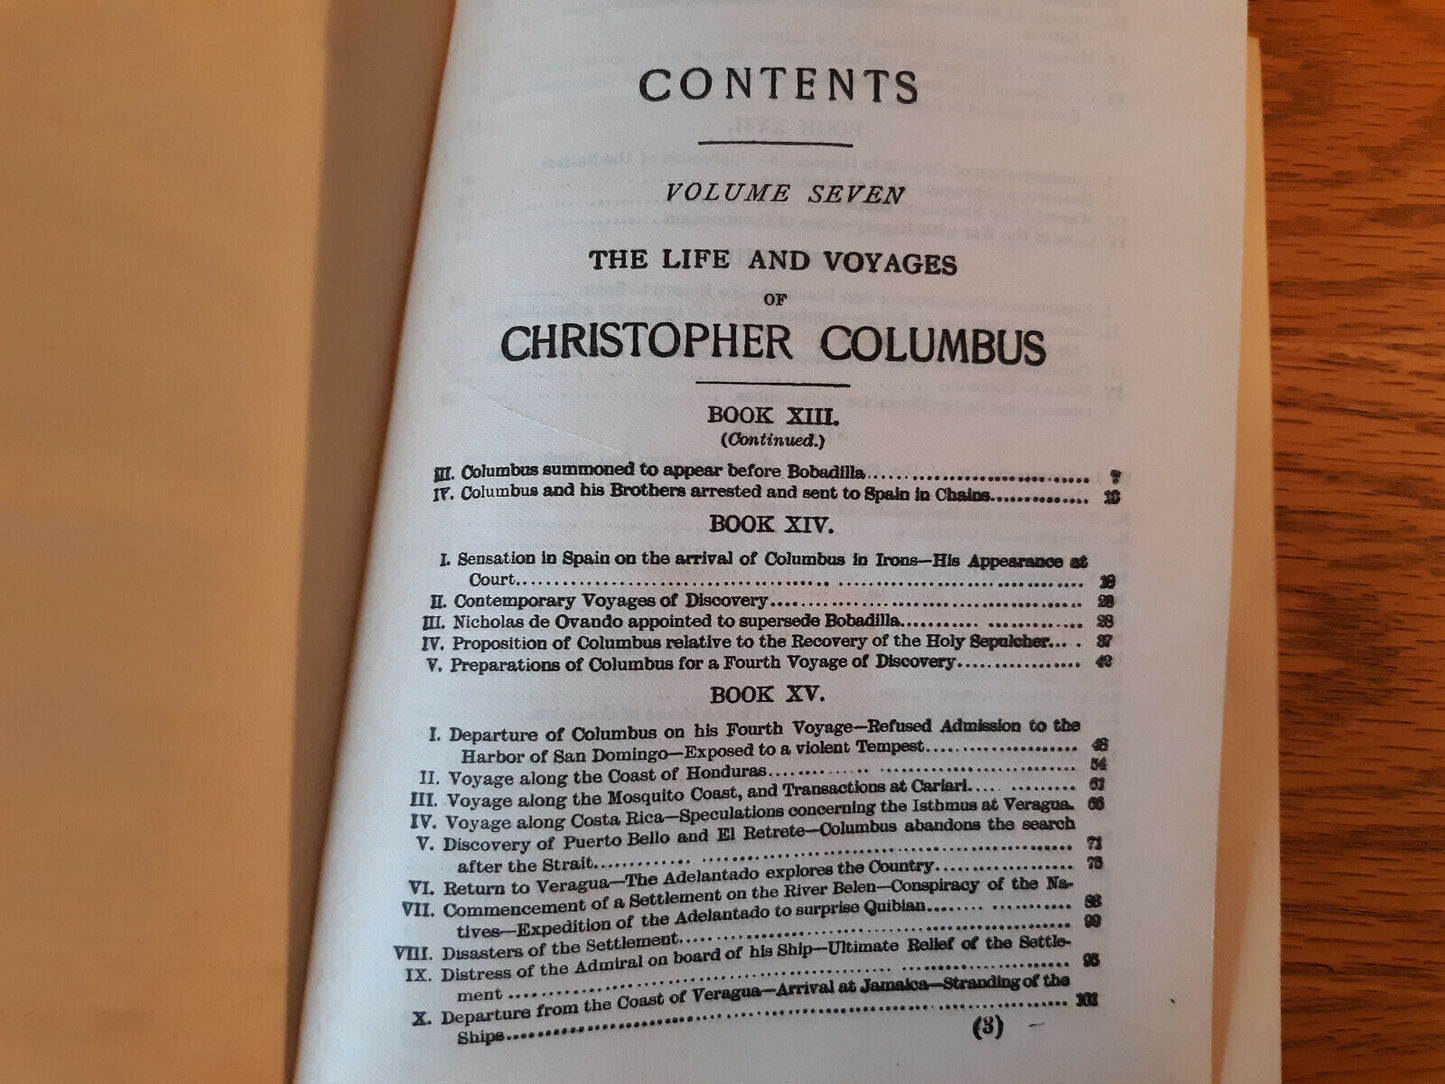 CONTENTS
VOLUME SEVEN
THE LIFE AND VOYAGES
OF
CHRISTOPHER COLUMBUS
BOOK XIII.
(Continued.)
III. Columbus summoned to appear before Bobadilla
IV. Columbus and his Brothers arrested and sent to Spain in Chains
BOOK XIV.
I. Sensation in Spain on the arrival of Columbus in Irons—His Appearance at
Court
II. Contemporary Voyages of Discovery
III. Nicholas de Ovando appointed to supersede Bobadilla
IV. Proposition of Columbus relative to the Recovery of the Holy Sepulcher.... 37
V. Preparations of Columbus for a Fourth Voyage of Discovery
BOOK XV.
I. Departure of Columbus on his Fourth Voyage—Refused Admission to the
Harbor of San Domingo—Exposed to a violent Tempest
II. Voyage along the Coast of Honduras.......... 54
III. Voyage along the Mosquito Coast, and Transactions at Cariari.......... 61
IV. Voyage along Costa Rica—Speculations concerning the Isthmus at Veragua. 66
V. Discovery of Puerto Bello and El Retrete—Columbus abandons the search
after the Strait.......... 71
VI. Return to Veragua—The Adelantado explores the Country.......... 75
VII. Commencement of a Settlement on the River Belen—Conspiracy of the Na-
tives—Expedition of the Adelantado to surprise Quibian
VIII. Disasters of the Settlement
IX. Distress of the Admiral on board of his Ship—Ultimate Relief of the Settle-
ment
X. Departure from the Coast of Veragua—Arrival at Jamaica—Stranding of the
Ships.......... 101
(3)